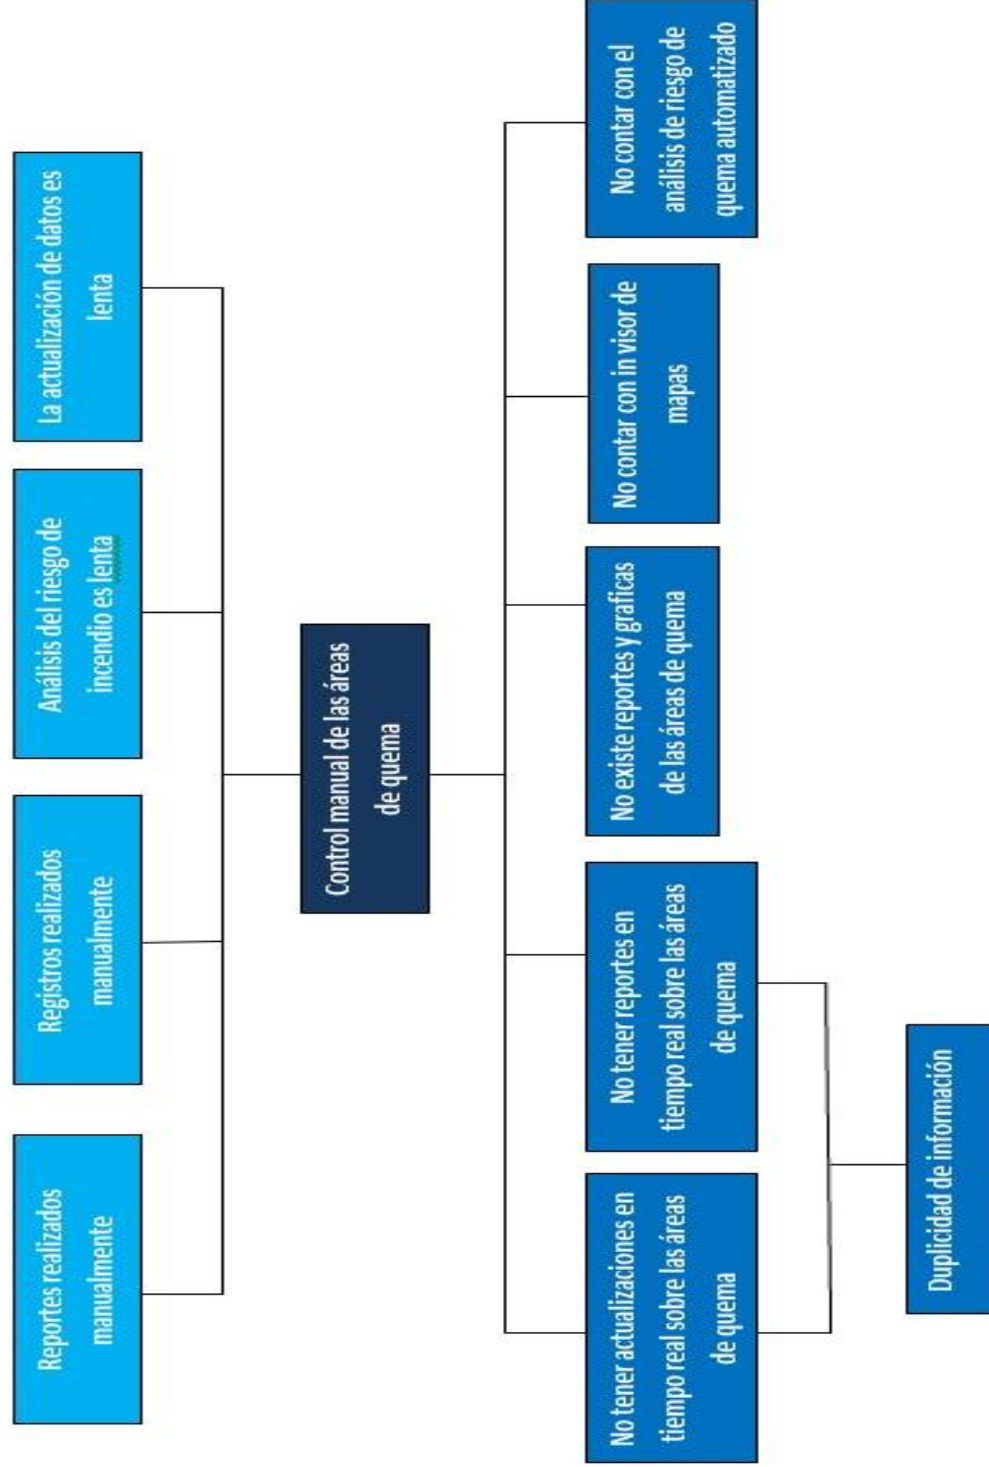 Reportes realizados
manualmente
Registros realizados
manualmente
Análisis del riesgo de
incendio es lenta
La actualización de datos es
lenta
Control manual de las áreas
de quema
No tener actualizaciones en
tiempo real sobre las áreas
de quema
No tener reportes en
tiempo real sobre las áreas
de quema
No existe reportes y graficas
de las áreas de quema
No contar con in visor de
mapas
No contar con el
análisis de riesgo de
quema automatizado
Duplicidad de información